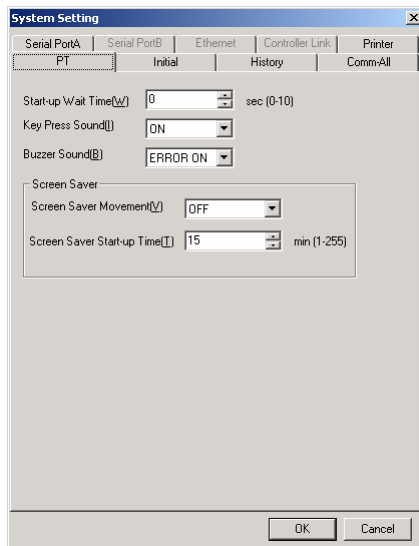 System Setting
Serial PortA Serial PortB Ethernet Controller Link Printer
PT Initial History Comm-All
Start-up Wait Time(W) 0 sec (0-10)
Key Press Sound(I) ON
Buzzer Sound(B) ERROR ON
Screen Saver
Screen Saver Movement(V) OFF
Screen Saver Start-up Time(T) 15 min (1-255)
OK Cancel